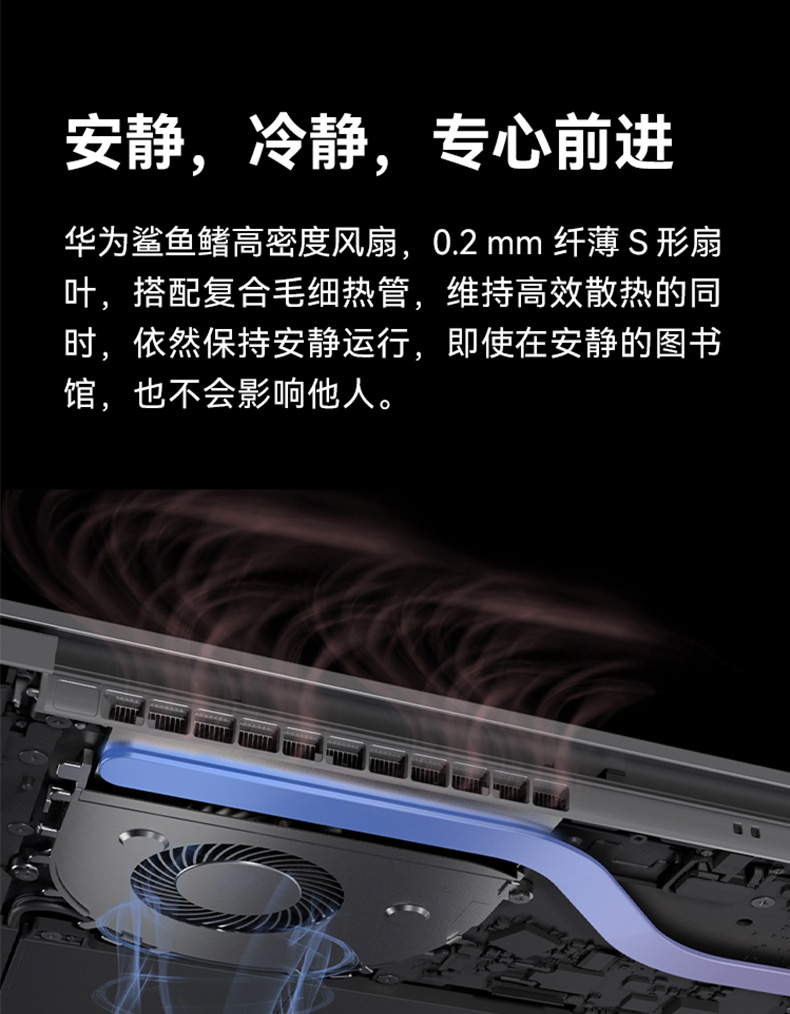 安静，冷静，专心前进
华为鲨鱼鳍高密度风扇，0.2 mm 纤薄 S 形扇
叶，搭配复合毛细热管，维持高效散热的同
时，依然保持安静运行，即使在安静的图书
馆，也不会影响他人。